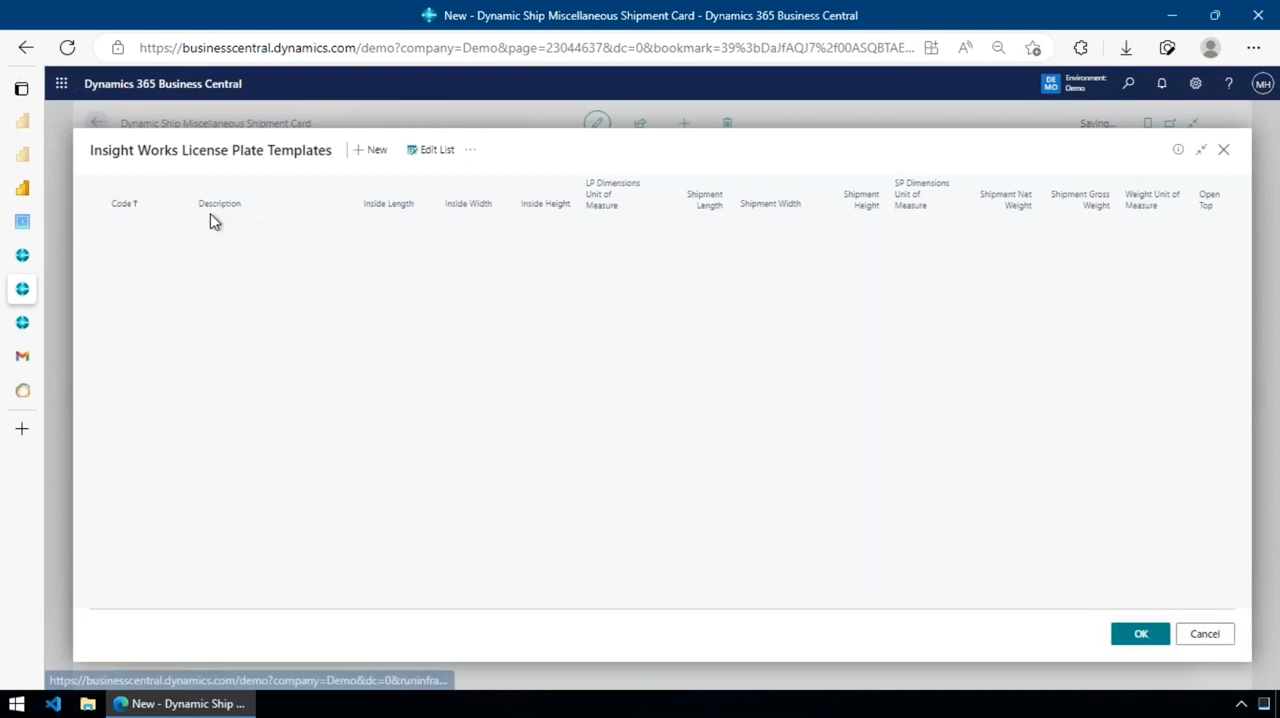 New - Dynamic Ship Miscellaneous Shipment Card - Dynamics 365 Business Central
https://businesscentral.dynamics.com/demo?company=Demo&page=23044637&dc=0&bookmark=39%3bDaJfAQJ7%2f00ASQBTAE...
Dynamics 365 Business Central
DE
MO
Environment:
Demo
MH
Dynamic Ship Miscellaneous Shipment Card
Saving...
Insight Works License Plate Templates
New
Edit List
Code ↑
Description
Inside Length
Inside Width
Inside Height
LP Dimensions
Unit of
Measure
Shipment
Length
Shipment Width
Shipment
Height
SP Dimensions
Unit of
Measure
Shipment Net
Weight
Shipment Gross
Weight
Weight Unit of
Measure
Open
Top
OK
Cancel
https://businesscentral.dynamics.com/demo?company=Demo&dc=0&runinfra...
New - Dynamic Ship ...